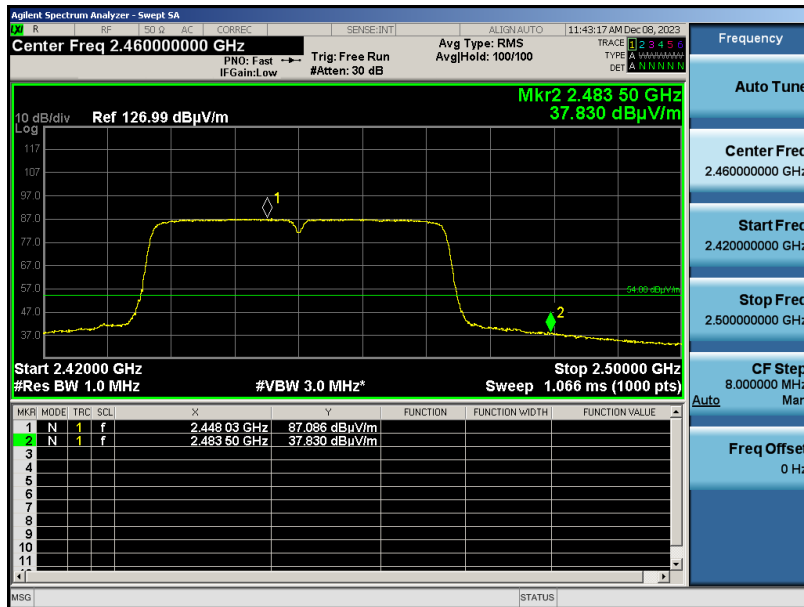 Agilent Spectrum Analyzer - Swept SA
LXI R RF 50 Ω AC CORREC SENSE:INT ALIGN AUTO 11:43:17 AM Dec 08, 2023
Center Freq 2.460000000 GHz
PNO: Fast
IFGain:Low
Trig: Free Run
#Atten: 30 dB
Avg Type: RMS
Avg|Hold: 100/100
TRACE 1 2 3 4 5 6
TYPE A
DET A N N N N N
Mkr2 2.483 50 GHz
37.830 dBµV/m
10 dB/div Ref 126.99 dBµV/m
Log
117
107
97.0
87.0
77.0
67.0
57.0
47.0
37.0
1
54.00 dBµV/m
2
Start 2.42000 GHz Stop 2.50000 GHz
#Res BW 1.0 MHz #VBW 3.0 MHz* Sweep 1.066 ms (1000 pts)
MKR MODE TRC SCL X Y FUNCTION FUNCTION WIDTH FUNCTION VALUE
1 N 1 f 2.448 03 GHz 87.086 dBµV/m
2 N 1 f 2.483 50 GHz 37.830 dBµV/m
3
4
5
6
7
8
9
10
11
MSG STATUS
Frequency
Auto Tune
Center Freq
2.460000000 GHz
Start Freq
2.420000000 GHz
Stop Freq
2.500000000 GHz
CF Step
8.000000 MHz
Auto Man
Freq Offset
0 Hz